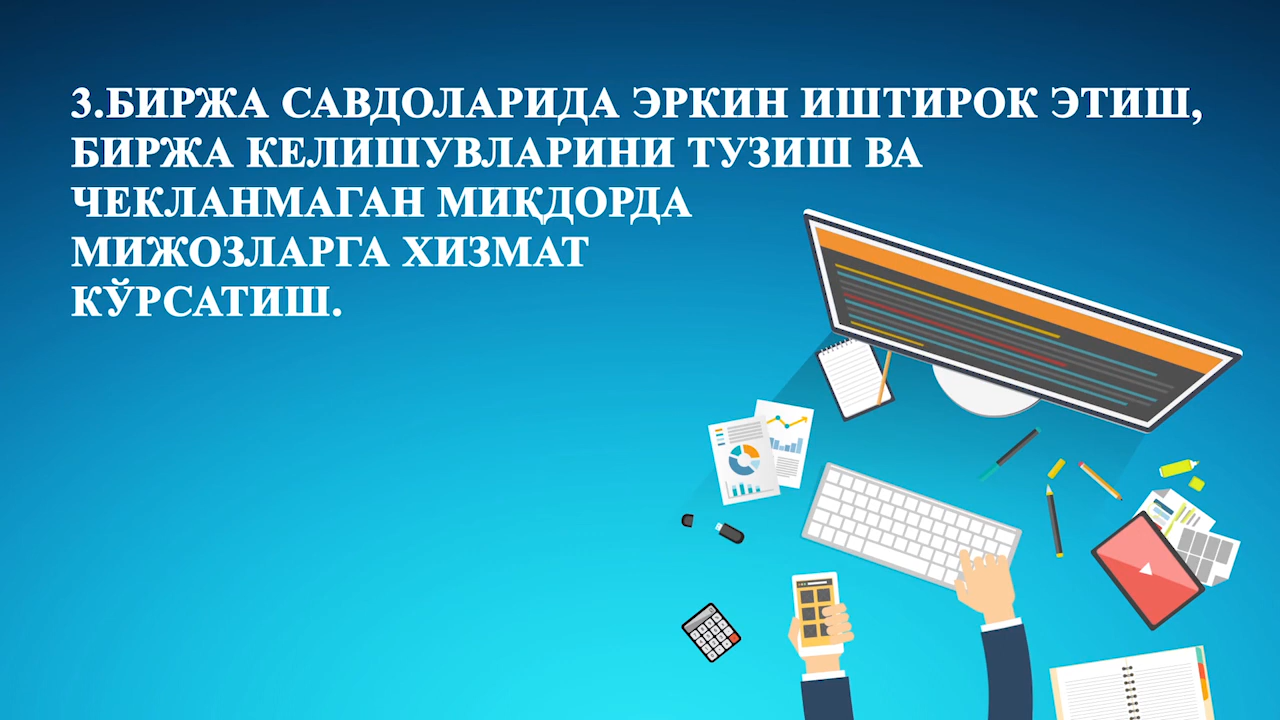 3.БИРЖА САВДОЛАРИДА ЭРКИН ИШТИРОК ЭТИШ,
БИРЖА КЕЛИШУВЛАРИНИ ТУЗИШ ВА
ЧЕКЛАНМАГАН МИҚДОРДА
МИЖОЗЛАРГА ХИЗМАТ
КЎРСАТИШ.